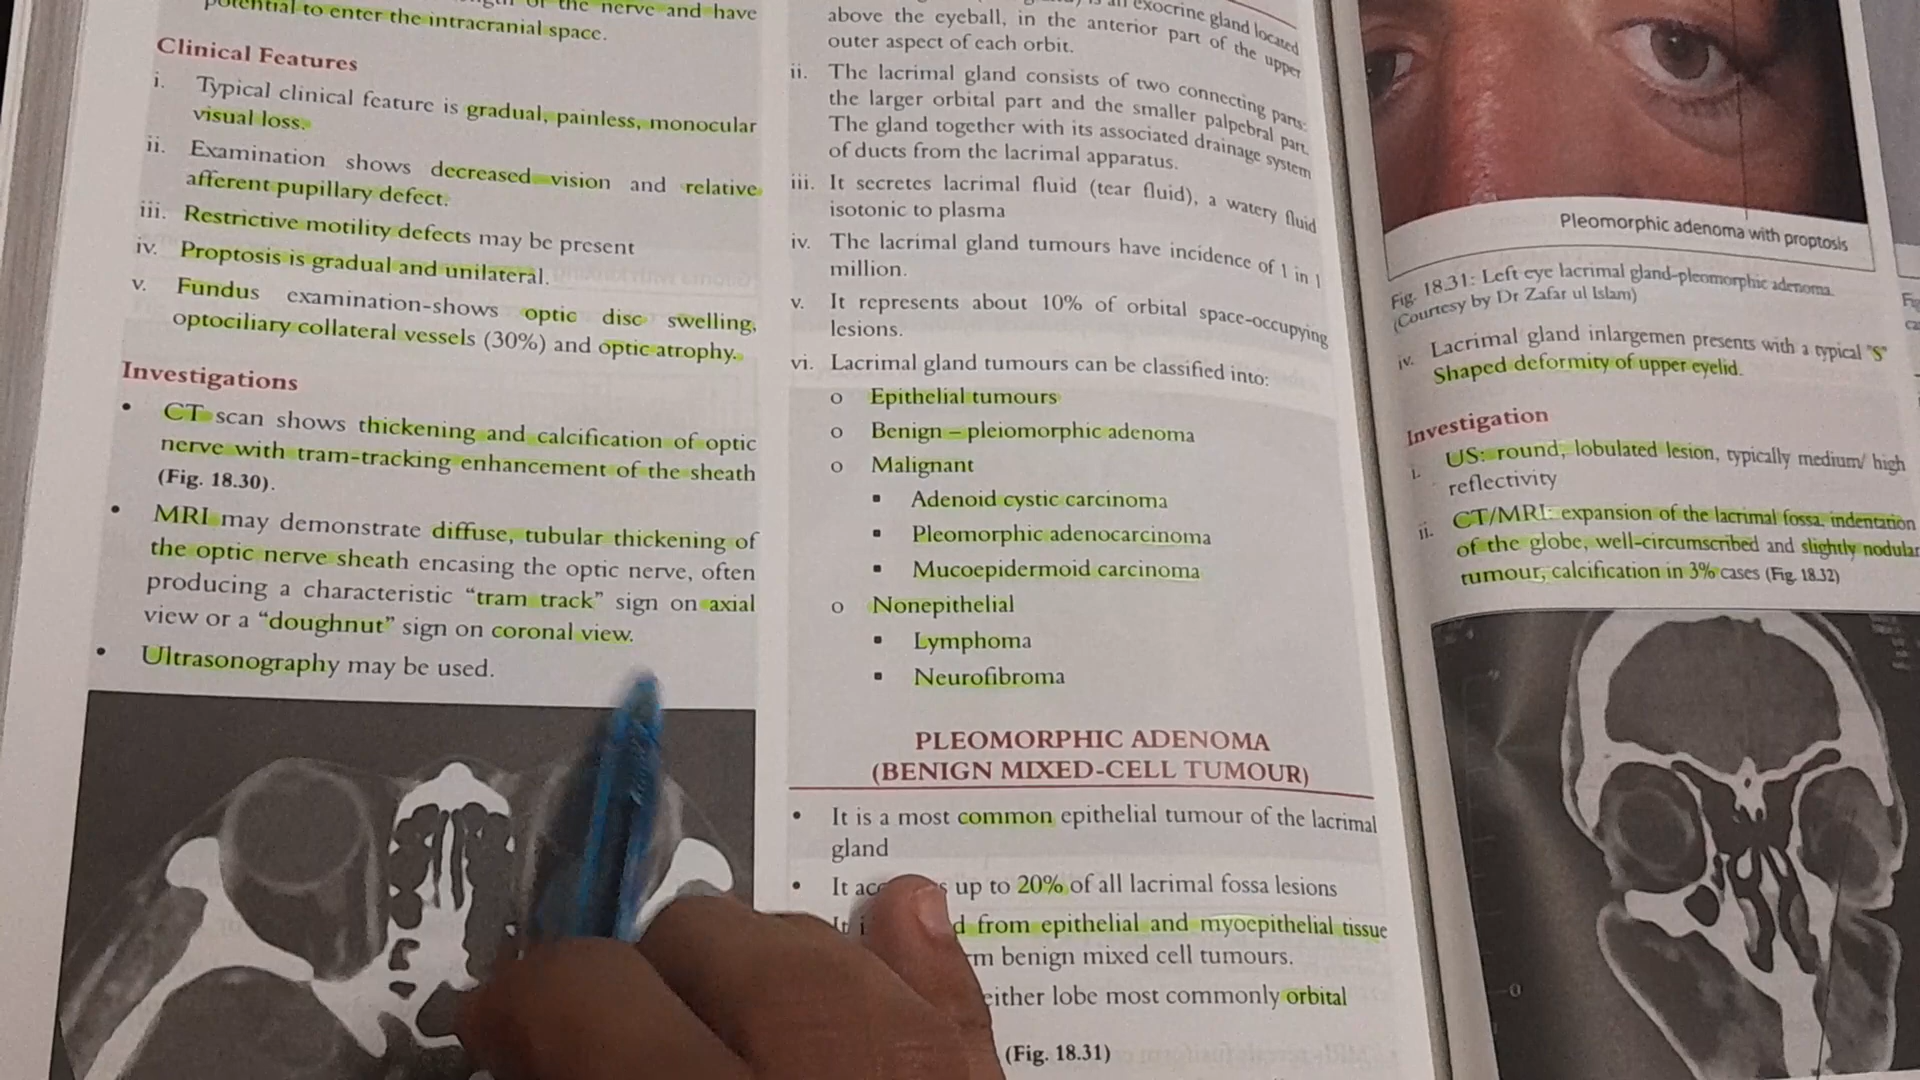 potential to enter the intracranial space.
of the nerve and have
Clinical Features
i. Typical clinical feature is gradual, painless, monocular
visual loss.
ii. Examination shows decreased vision and relative
afferent pupillary defect.
iii. Restrictive motility defects may be present
iv. Proptosis is gradual and unilateral.
v. Fundus examination-shows optic disc swelling,
optociliary collateral vessels (30%) and optic atrophy.
Investigations
• CT scan shows thickening and calcification of optic
nerve with tram-tracking enhancement of the sheath
(Fig. 18.30).
• MRI may demonstrate diffuse, tubular thickening of
the optic nerve sheath encasing the optic nerve, often
producing a characteristic "tram track" sign on axial
view or a "doughnut" sign on coronal view.
• Ultrasonography may be used.
exocrine gland located
above the eyeball, in the anterior part of the upper
outer aspect of each orbit.
ii. The lacrimal gland consists of two connecting parts:
the larger orbital part and the smaller palpebral part.
The gland together with its associated drainage system
of ducts from the lacrimal apparatus.
iii. It secretes lacrimal fluid (tear fluid), a watery fluid
isotonic to plasma
iv. The lacrimal gland tumours have incidence of 1 in 1
million.
v. It represents about 10% of orbital space-occupying
lesions.
vi. Lacrimal gland tumours can be classified into:
o Epithelial tumours
o Benign – pleiomorphic adenoma
o Malignant
▪ Adenoid cystic carcinoma
▪ Pleomorphic adenocarcinoma
▪ Mucoepidermoid carcinoma
o Nonepithelial
▪ Lymphoma
▪ Neurofibroma
PLEOMORPHIC ADENOMA
(BENIGN MIXED-CELL TUMOUR)
• It is a most common epithelial tumour of the lacrimal
gland
• It up to 20% of all lacrimal fossa lesions
It from epithelial and myoepithelial tissue
benign mixed cell tumours.
either lobe most commonly orbital
(Fig. 18.31)
Pleomorphic adenoma with proptosis
Fig. 18.31: Left eye lacrimal gland-pleomorphic adenoma.
(Courtesy by Dr Zafar ul Islam)
iv. Lacrimal gland inlargemen presents with a typical "S"
Shaped deformity of upper eyelid.
Investigation
i. US: round, lobulated lesion, typically medium/ high
reflectivity
ii. CT/MRI: expansion of the lacrimal fossa, indentation
of the globe, well-circumscribed and slightly nodular
tumour, calcification in 3% cases (Fig. 18.32)